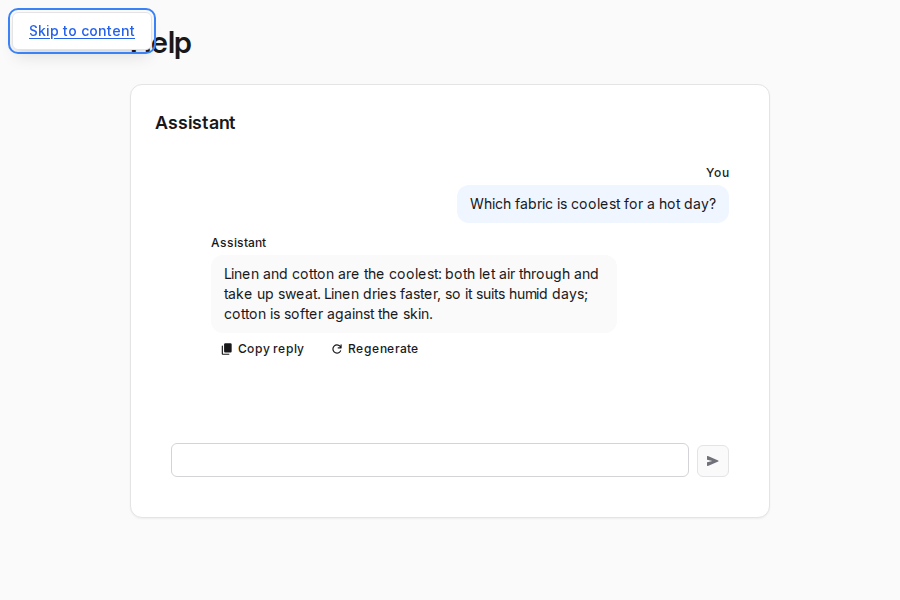 Skip to content
Help
Assistant
You
Which fabric is coolest for a hot day?
Assistant
Linen and cotton are the coolest: both let air through and
take up sweat. Linen dries faster, so it suits humid days;
cotton is softer against the skin.
Copy reply
Regenerate